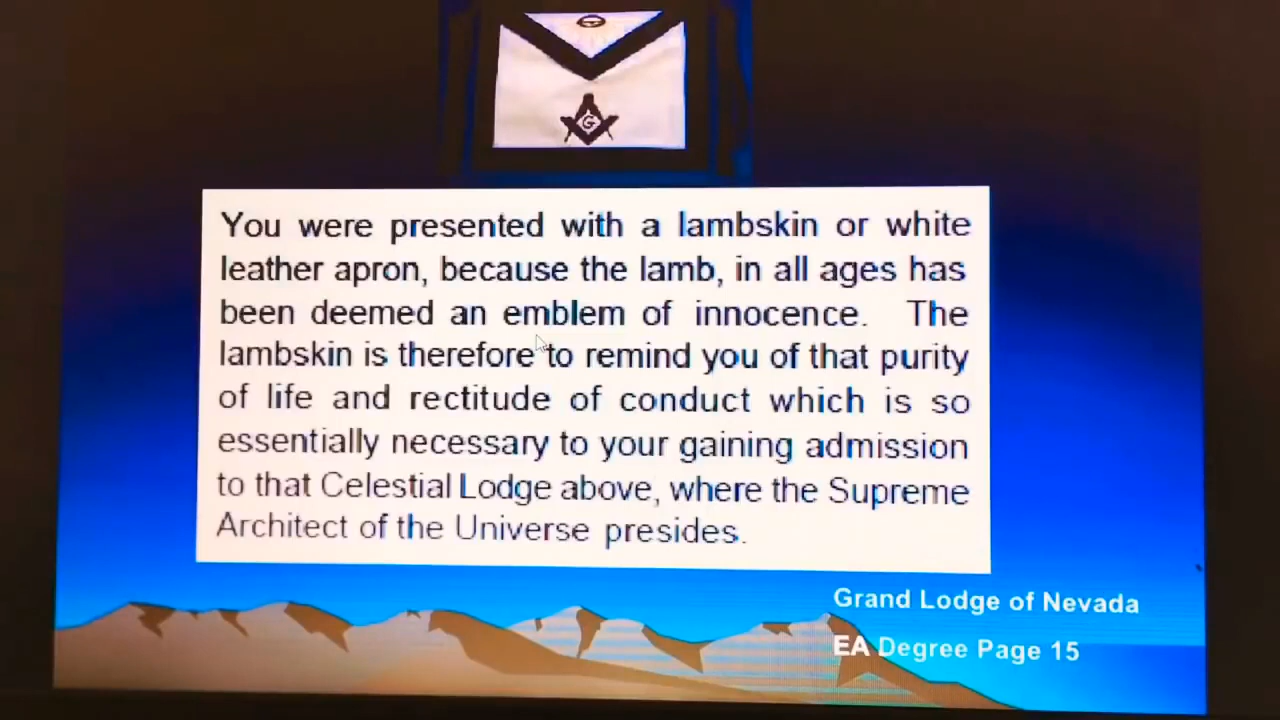 G
You were presented with a lambskin or white
leather apron, because the lamb, in all ages has
been deemed an emblem of innocence. The
lambskin is therefore to remind you of that purity
of life and rectitude of conduct which is so
essentially necessary to your gaining admission
to that Celestial Lodge above, where the Supreme
Architect of the Universe presides.
Grand Lodge of Nevada
EA Degree Page 15